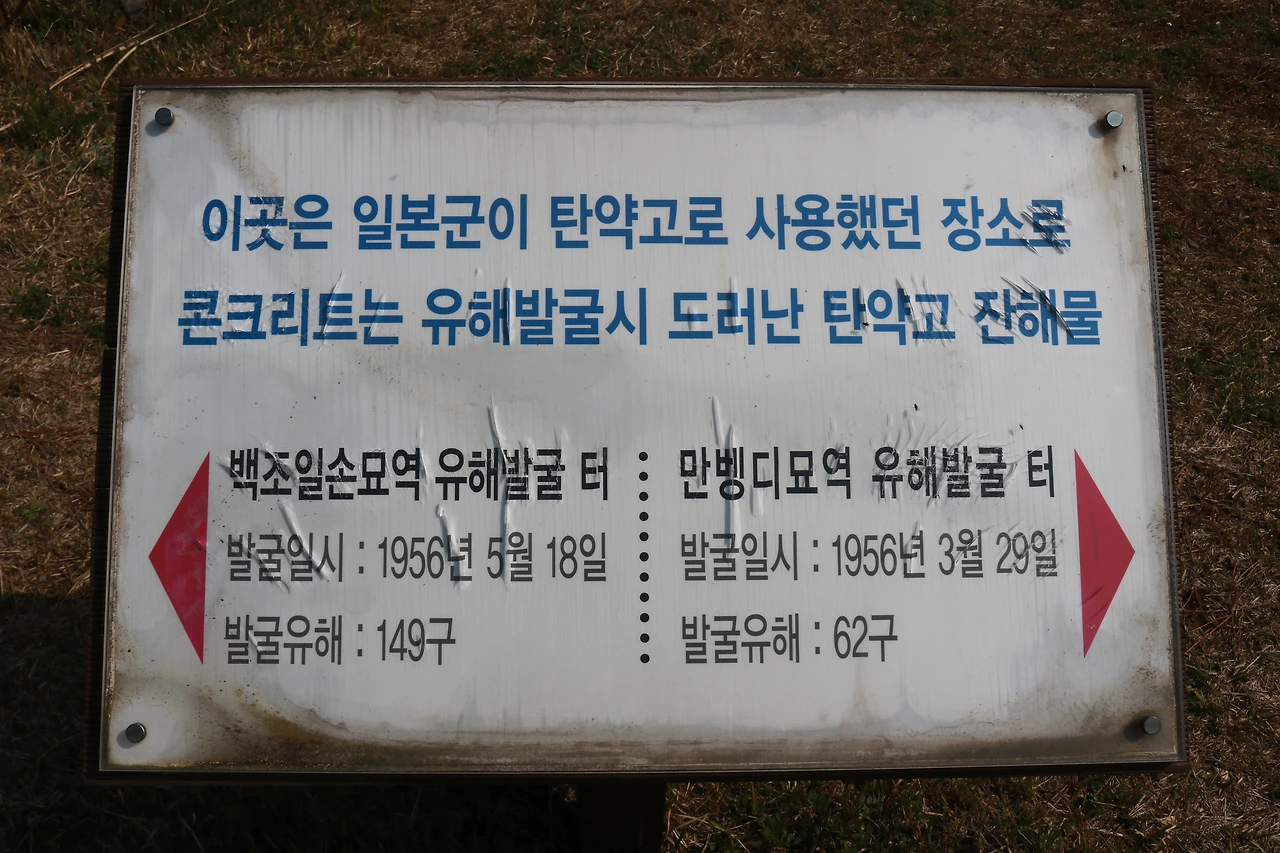 이곳은 일본군이 탄약고로 사용했던 장소로
콘크리트는 유해발굴시 드러난 탄약고 잔해물
백조일손묘역 유해발굴 터
발굴일시 : 1956년 5월 18일
발굴유해 : 149구
만벵디묘역 유해발굴 터
발굴일시 : 1956년 3월 29일
발굴유해 : 62구